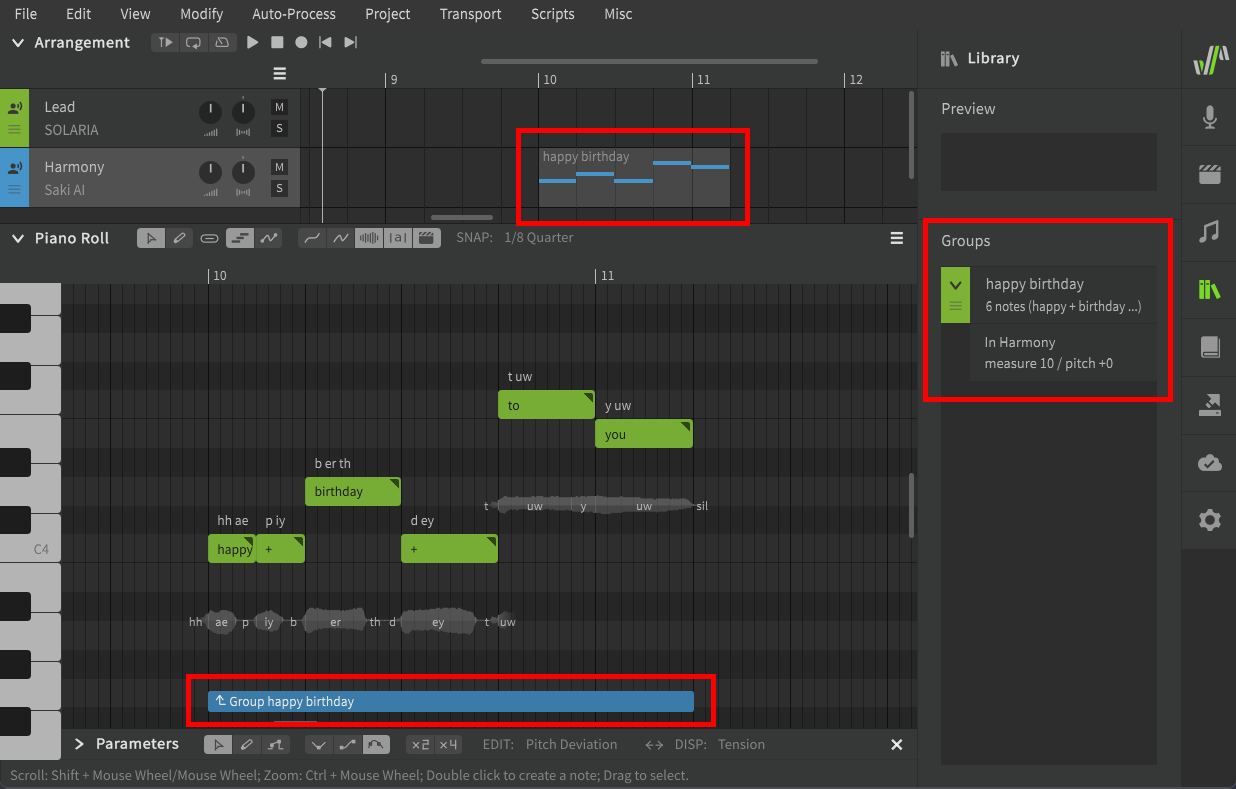 File Edit View Modify Auto-Process Project Transport Scripts Misc
Arrangement
9 10 11 12
Lead
M
SOLARIA
S
happy birthday
Harmony
M
Saki AI
S
Piano Roll
|a|
SNAP: 1/8 Quarter
10 11
t uw
to
y uw
you
b er th
birthday
t uw y uw sil
hh ae p iy d ey
happy + +
C4
hh ae p iy b er th d ey t uw
Group happy birthday
Parameters ×2 ×4 EDIT: Pitch Deviation DISP: Tension
Scroll: Shift + Mouse Wheel/Mouse Wheel; Zoom: Ctrl + Mouse Wheel; Double click to create a note; Drag to select.
Library
Preview
Groups
happy birthday
6 notes (happy + birthday ...)
In Harmony
measure 10 / pitch +0